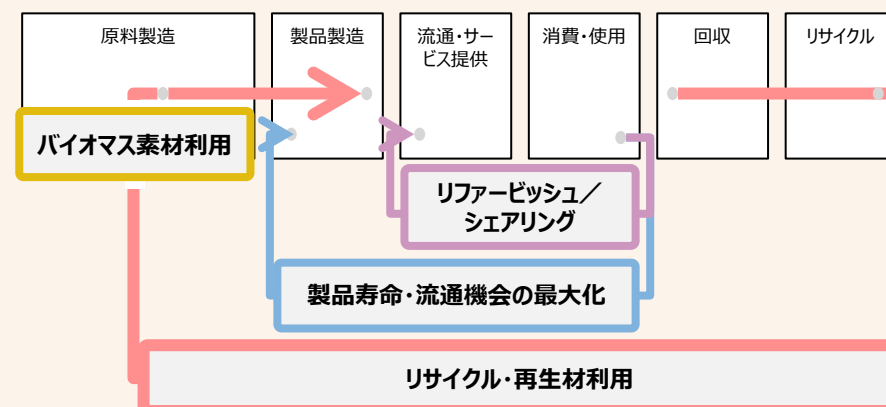 原料製造
製品製造
流通・サー
ビス提供
消費・使用
回収
リサイクル
バイオマス素材利用
リファービッシュ／
シェアリング
製品寿命・流通機会の最大化
リサイクル・再生材利用